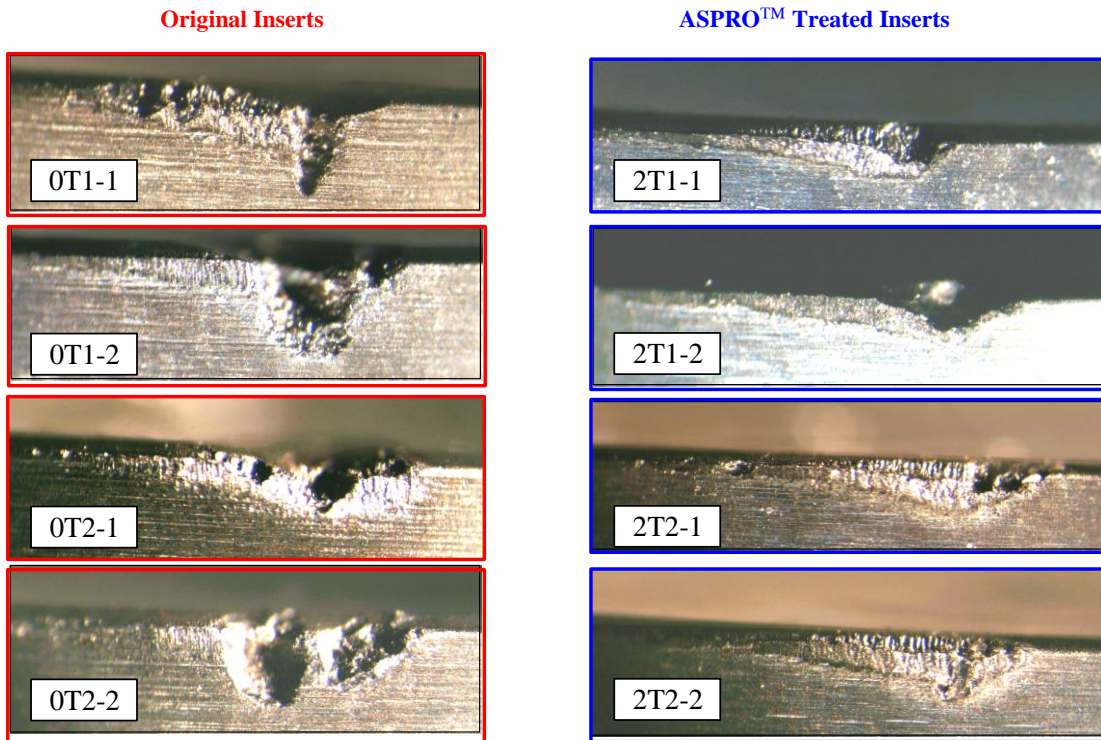 Original Inserts
ASPRO™ Treated Inserts
0T1-1
2T1-1
0T1-2
2T1-2
0T2-1
2T2-1
0T2-2
2T2-2